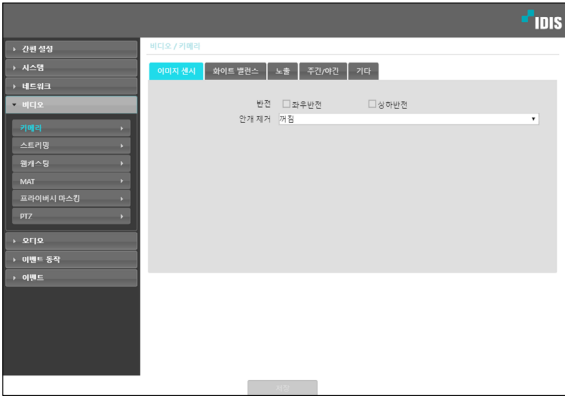 IDIS
간편 설정
시스템
네트워크
비디오
카메라
스트리밍
웹캐스팅
MAT
프라이버시 마스킹
PTZ
오디오
이벤트 동작
이벤트
비디오 / 카메라
이미지 센서 화이트 밸런스 노출 주간/야간 기타
반전 좌우반전 상하반전
안개 제거 꺼짐